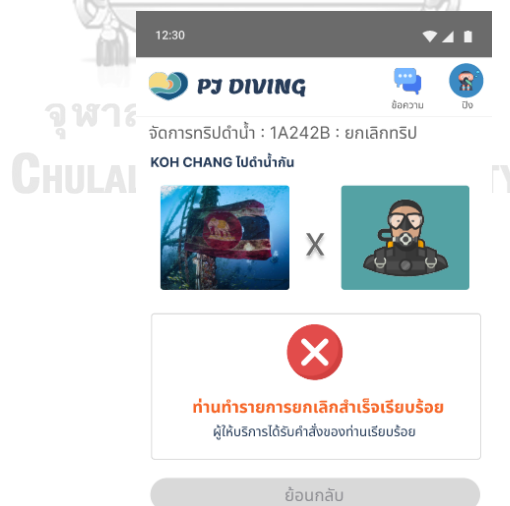 12:30
PJ DIVING
ข้อความ
ปิง
จัดการทริปดำน้ำ : 1A242B : ยกเลิกทริป
KOH CHANG ไปดำน้ำกัน
X
ท่านทำรายการยกเลิกสำเร็จเรียบร้อย
ผู้ให้บริการได้รับคำสั่งของท่านเรียบร้อย
ย้อนกลับ